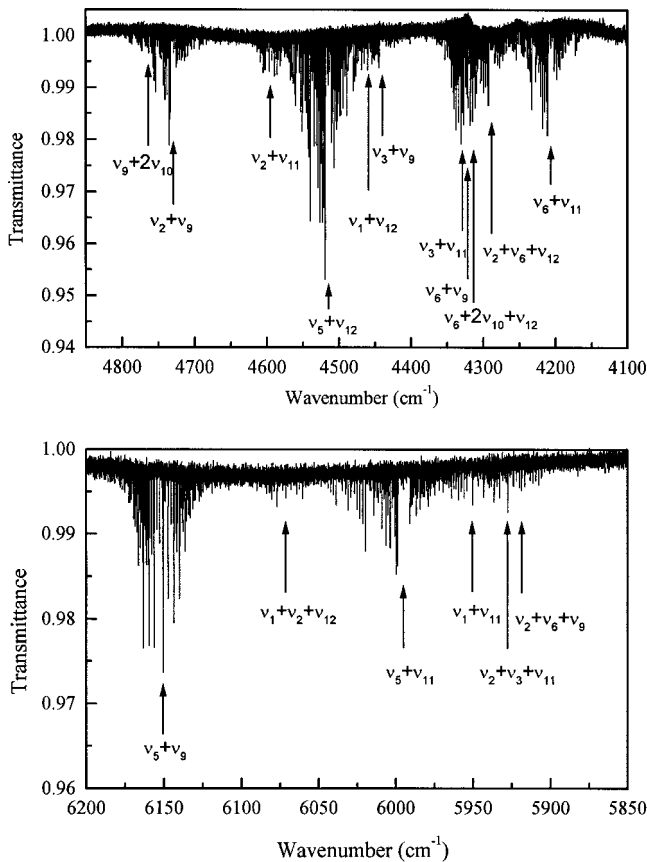 1.00
0.99
0.98
0.97
0.96
0.95
0.94
Transmittance
ν9+2ν10
ν2+ν9
ν2+ν11
ν5+ν12
ν1+ν12
ν3+ν9
ν3+ν11
ν6+ν9
ν6+2ν10+ν12
ν2+ν6+ν12
ν6+ν11
4800 4700 4600 4500 4400 4300 4200 4100
Wavenumber (cm-1)
1.00
0.99
0.98
0.97
0.96
Transmittance
ν5+ν9
ν1+ν2+ν12
ν5+ν11
ν1+ν11
ν2+ν3+ν11
ν2+ν6+ν9
6200 6150 6100 6050 6000 5950 5900 5850
Wavenumber (cm-1)